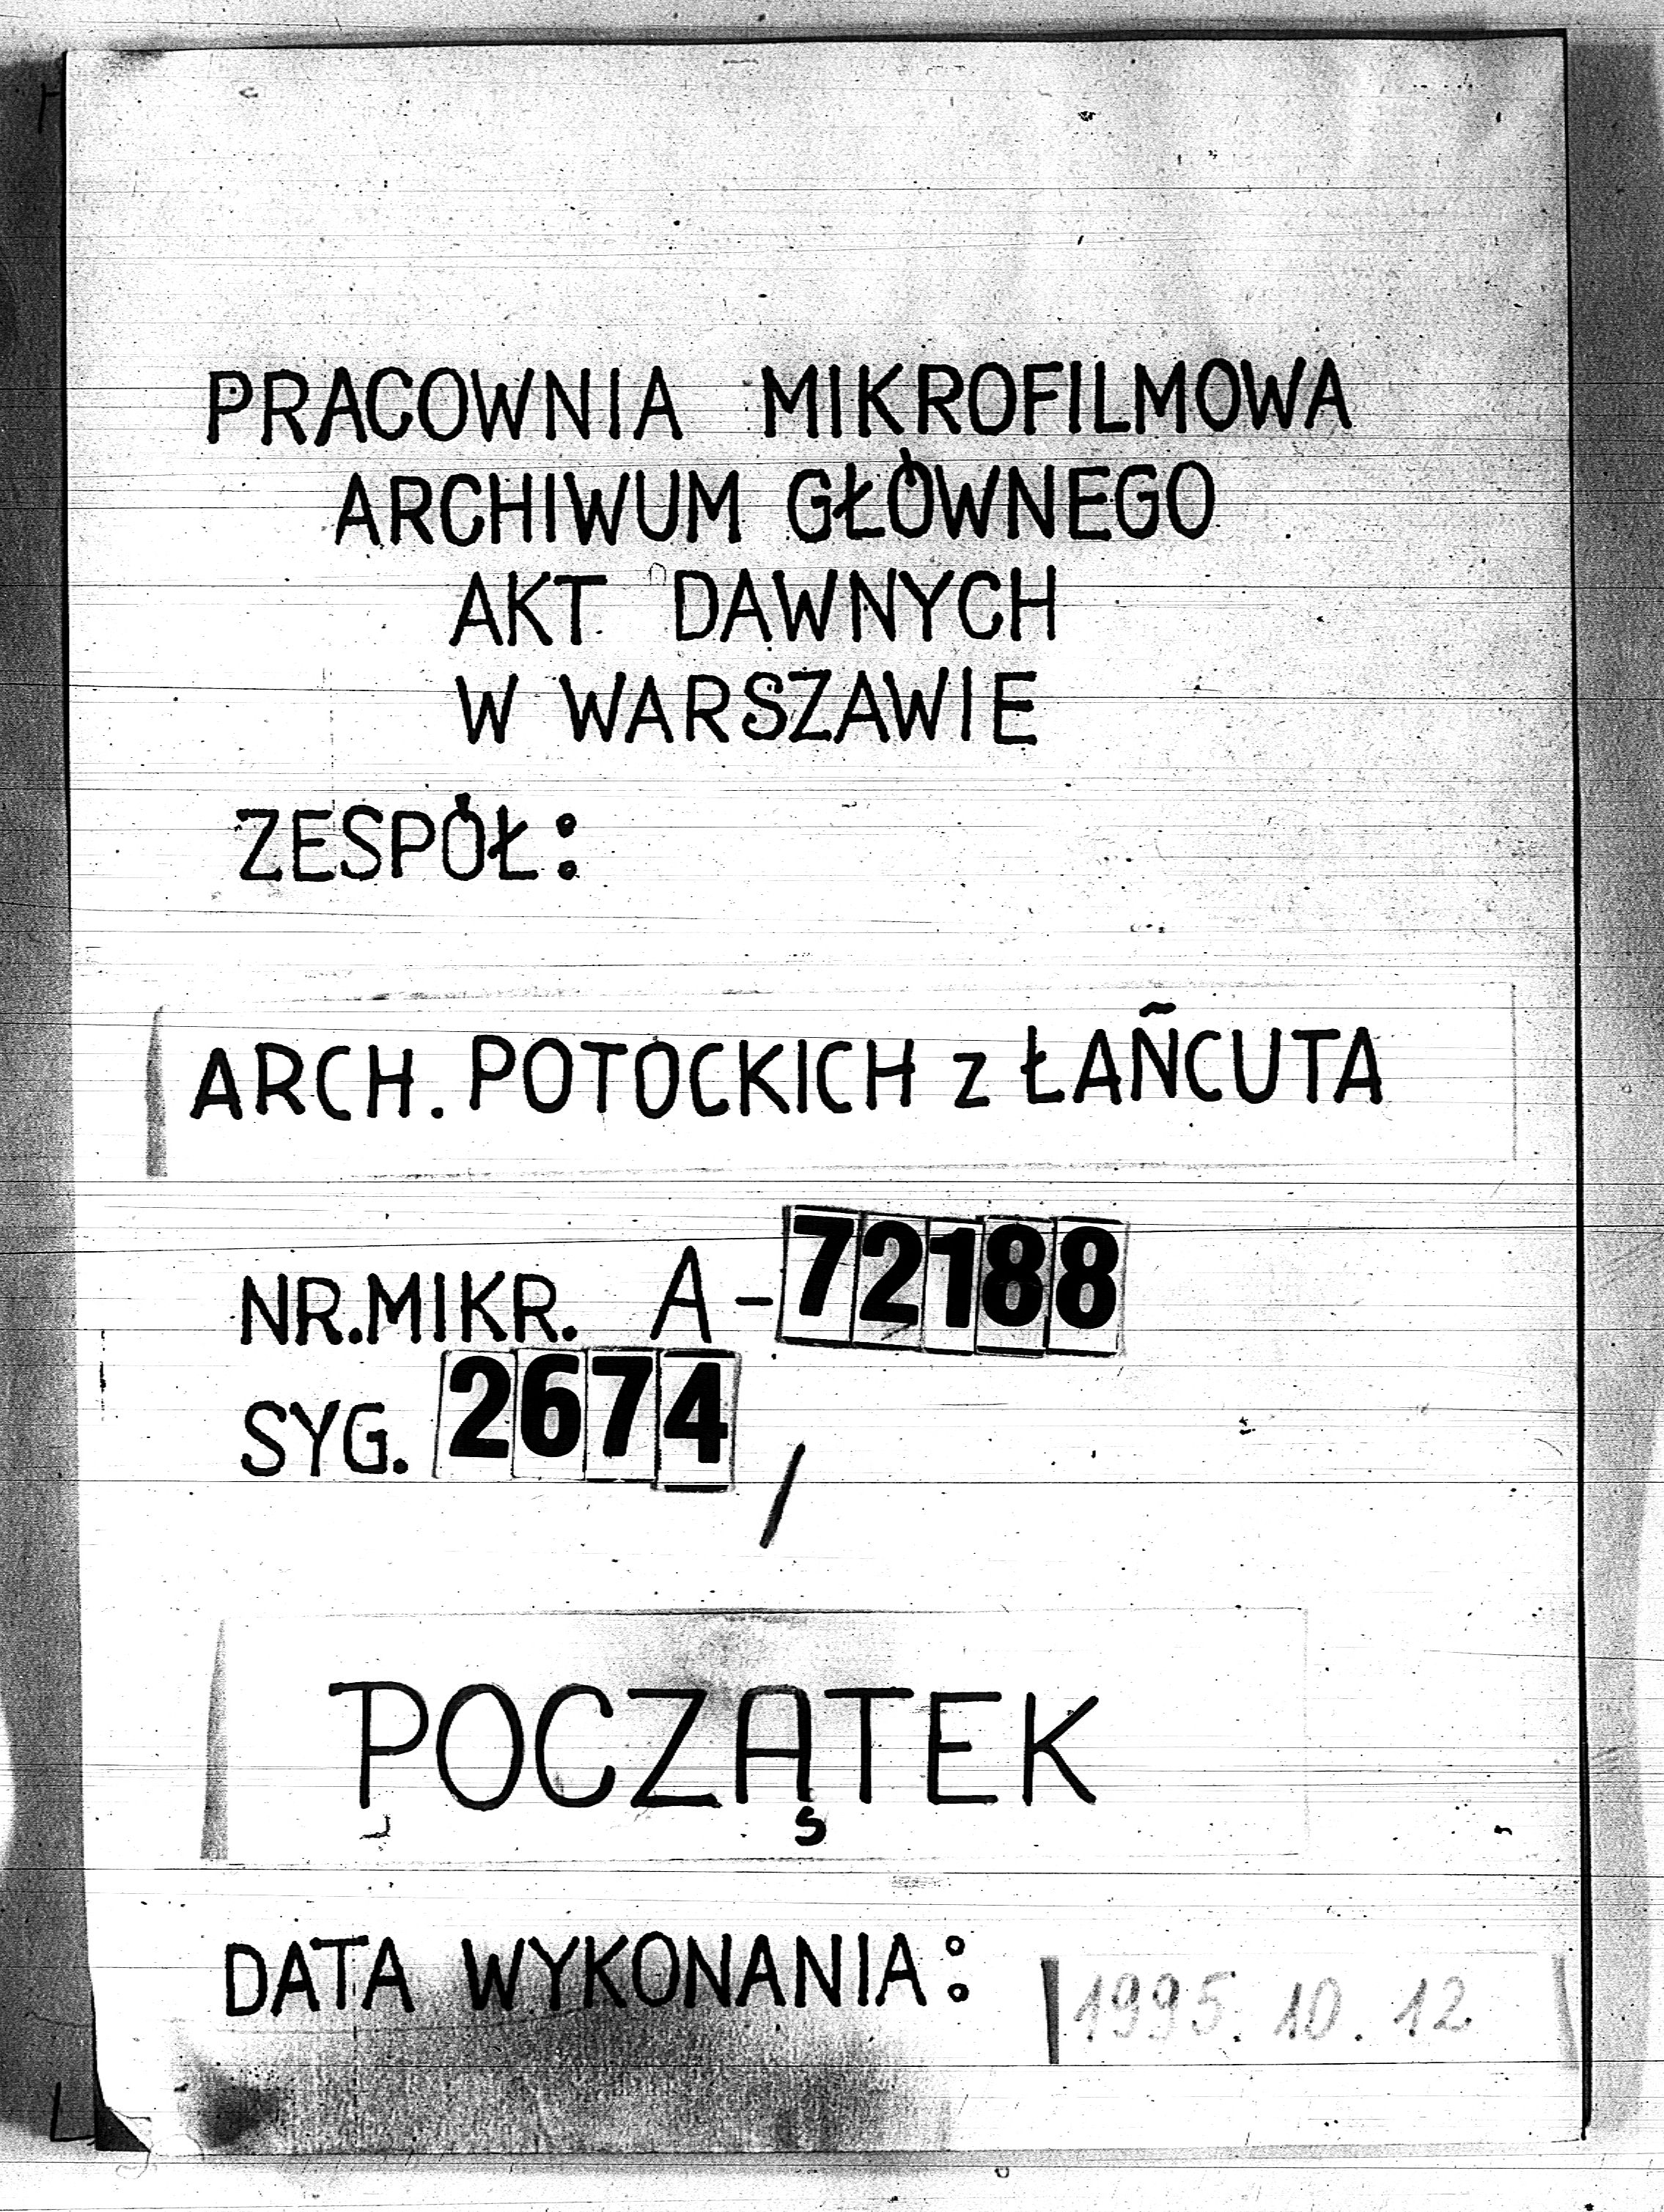 PRACOWNIA MIKROFILMOWA
ARCHIWUM GŁÓWNEGO
AKT DAWNYCH
W WARSZAWIE
ZESPÓŁ:
ARCH. POTOCKICH z ŁAŃCUTA
NR.MIKR. A-72188
SYG. 2674/
POCZĄTEK
DATA WYKONANIA: 1995.10.12